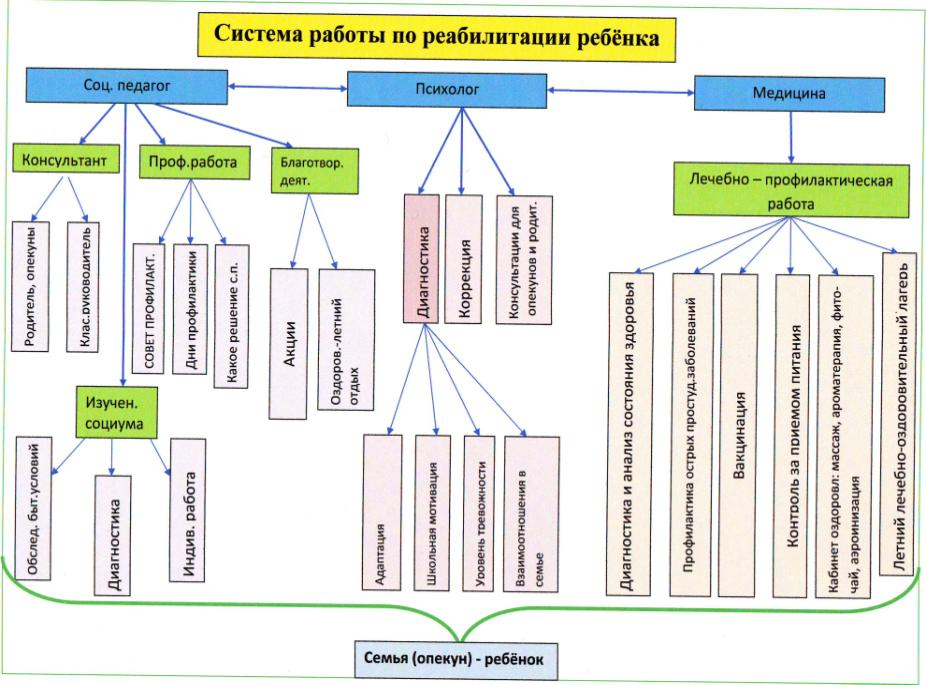 Система работы по реабилитации ребёнка
Соц. педагог
Психолог
Медицина
Консультант
Проф.работа
Благотвор.
деят.
Лечебно – профилактическая
работа
Родитель, опекуны
Клас.руководитель
СОВЕТ ПРОФИЛАКТ.
Дни профилактики
Какое решение с.п.
Акции
Оздоров.-летний
отдых
Диагностика
Коррекция
Консультации для
опекунов и родит.
Диагностика и анализ состояния здоровья
Профилактика острых простуд.заболеваний
Вакцинация
Контроль за приемом питания
Кабинет оздоровл: массаж, ароматерапия, фито-
чай, аэроинизация
Летний лечебно-оздоровительный лагерь
Изучен.
социума
Обслед. быт.условий
Диагностика
Индив. работа
Адаптация
Школьная мотивация
Уровень тревожности
Взаимоотношения в
семье
Семья (опекун) - ребёнок